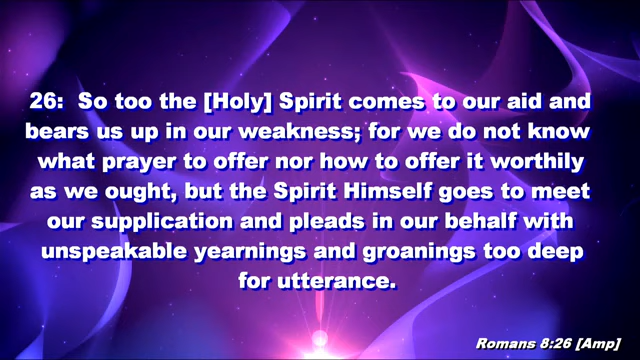 26:  So too the [Holy] Spirit comes to our aid and
bears us up in our weakness; for we do not know
what prayer to offer nor how to offer it worthily
as we ought, but the Spirit Himself goes to meet
our supplication and pleads in our behalf with
unspeakable yearnings and groanings too deep
for utterance.
Romans 8:26 [Amp]